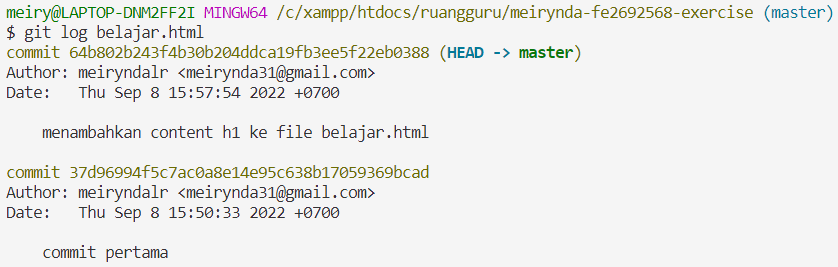 meiry@LAPTOP-DNM2FF2I MINGW64 /c/xampp/htdocs/ruangguru/meirynda-fe2692568-exercise (master)
$ git log belajar.html
commit 64b802b243f4b30b204ddca19fb3ee5f22eb0388 (HEAD -> master)
Author: meiryndalr <meirynda31@gmail.com>
Date:   Thu Sep 8 15:57:54 2022 +0700
    menambahkan content h1 ke file belajar.html
commit 37d96994f5c7ac0a8e14e95c638b17059369bcad
Author: meiryndalr <meirynda31@gmail.com>
Date:   Thu Sep 8 15:50:33 2022 +0700
    commit pertama